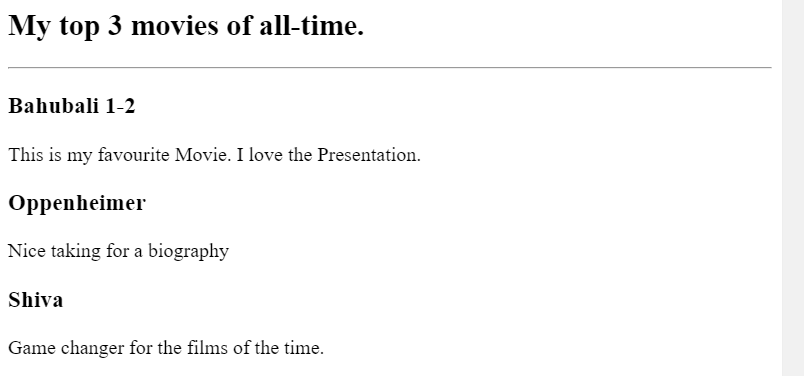 My top 3 movies of all-time.
Bahubali 1-2
This is my favourite Movie. I love the Presentation.
Oppenheimer
Nice taking for a biography
Shiva
Game changer for the films of the time.